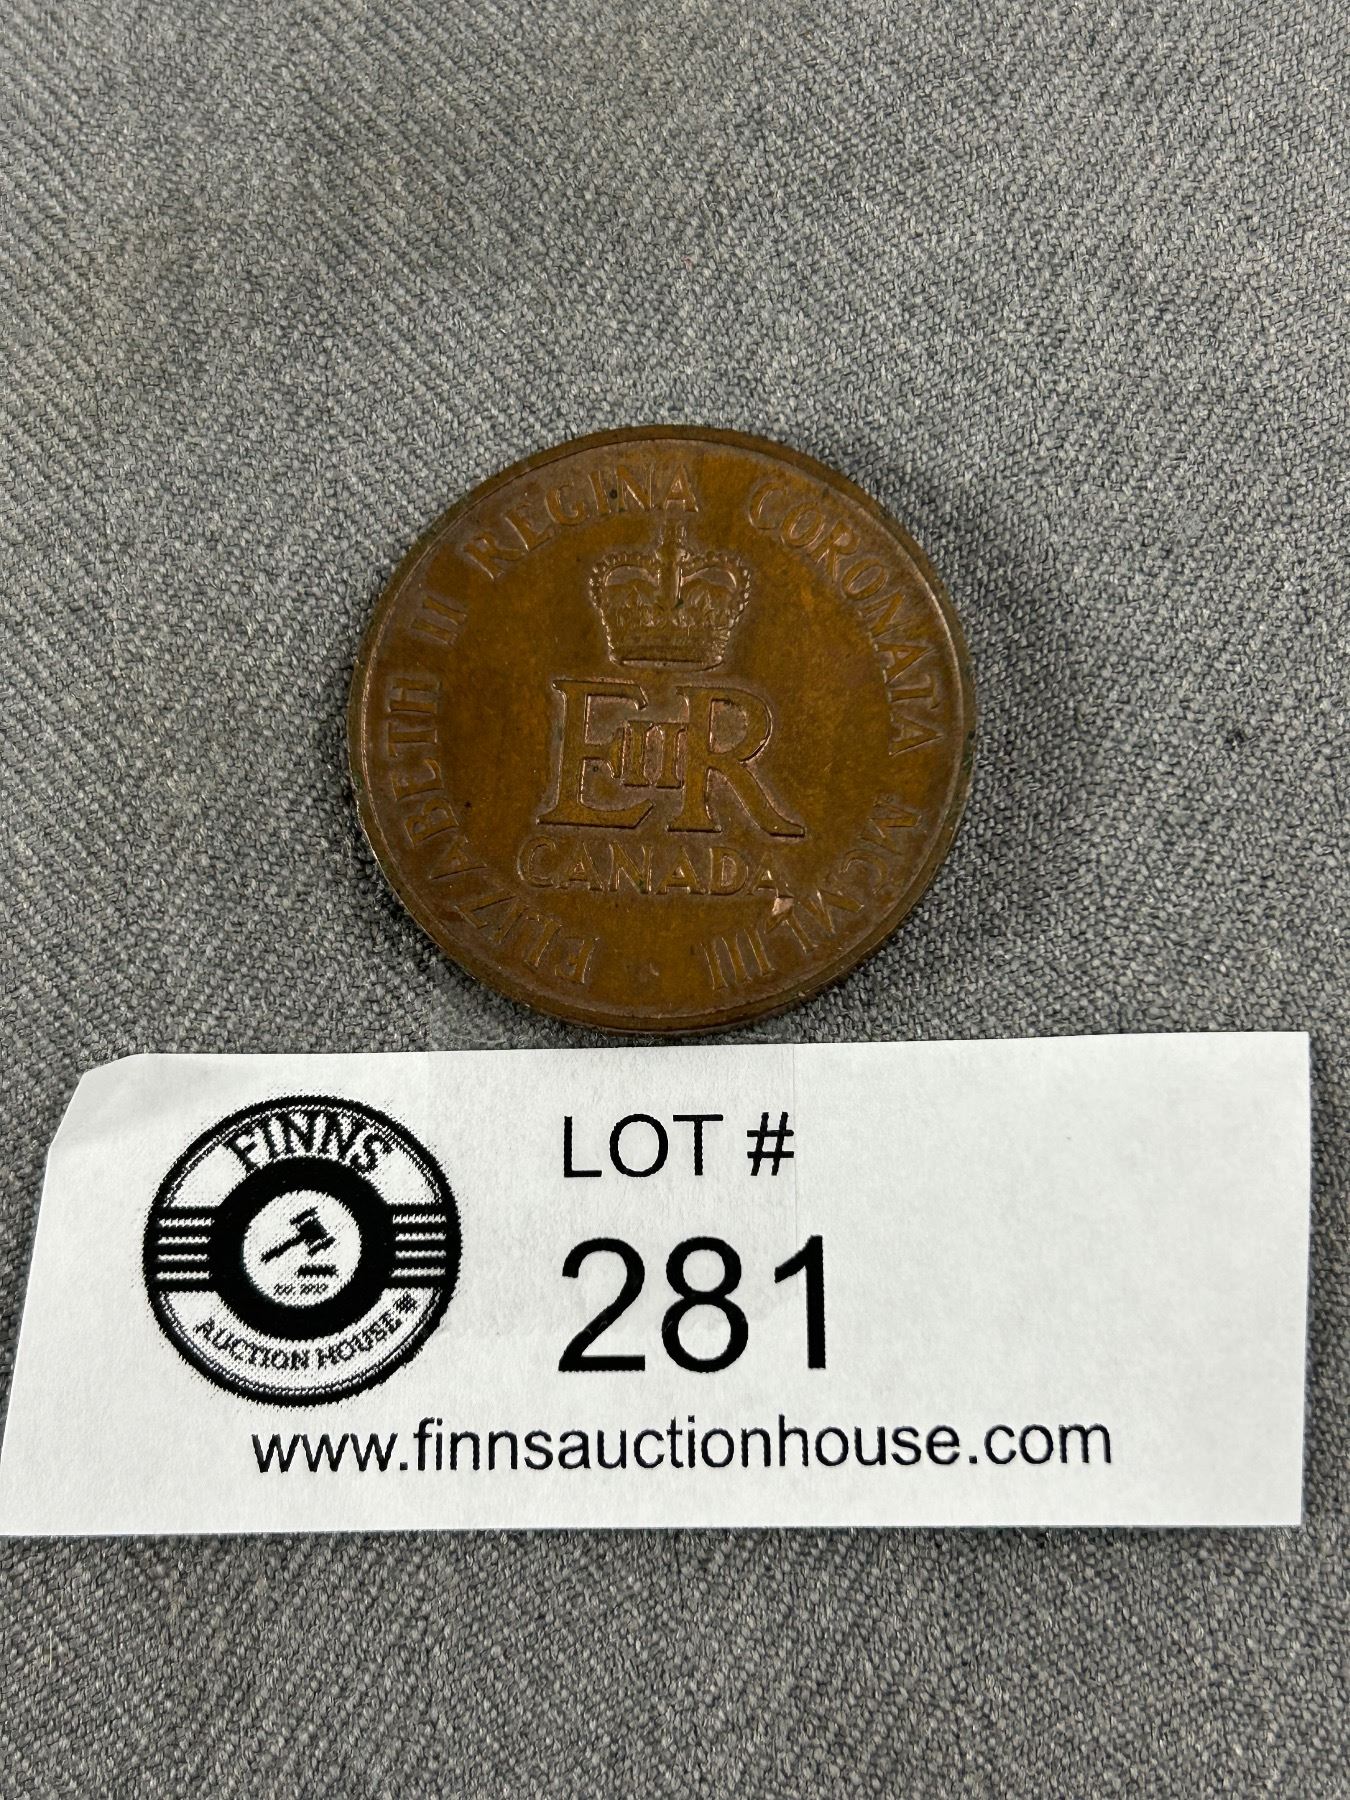 ELIZABETH II REGINA CORONATA MCMLIII
EIIR
CANADA
FINNS
AUCTION HOUSE
LOT #
281
www.finnsauctionhouse.com